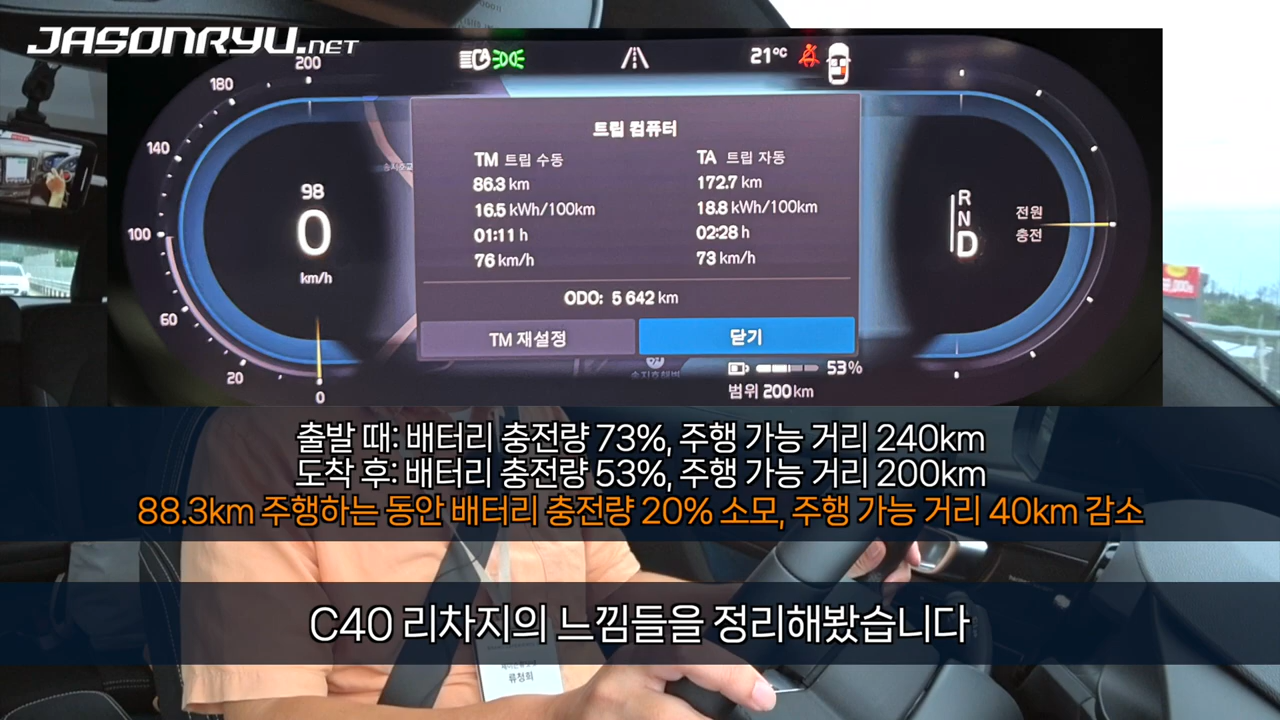 JASONRYU.NET
200
180
140
100
60
20
0
98
0
km/h
21°C
트립 컴퓨터
TM 트립 수동
86.3 km
16.5 kWh/100km
01:11 h
76 km/h
TA 트립 자동
172.7 km
18.8 kWh/100km
02:28 h
73 km/h
ODO: 5 642 km
TM 재설정
닫기
53%
범위 200 km
R
N
D
전원
충전
출발 때: 배터리 충전량 73%, 주행 가능 거리 240km
도착 후: 배터리 충전량 53%, 주행 가능 거리 200km
88.3km 주행하는 동안 배터리 충전량 20% 소모, 주행 가능 거리 40km 감소
C40 리차지의 느낌들을 정리해봤습니다
류청희